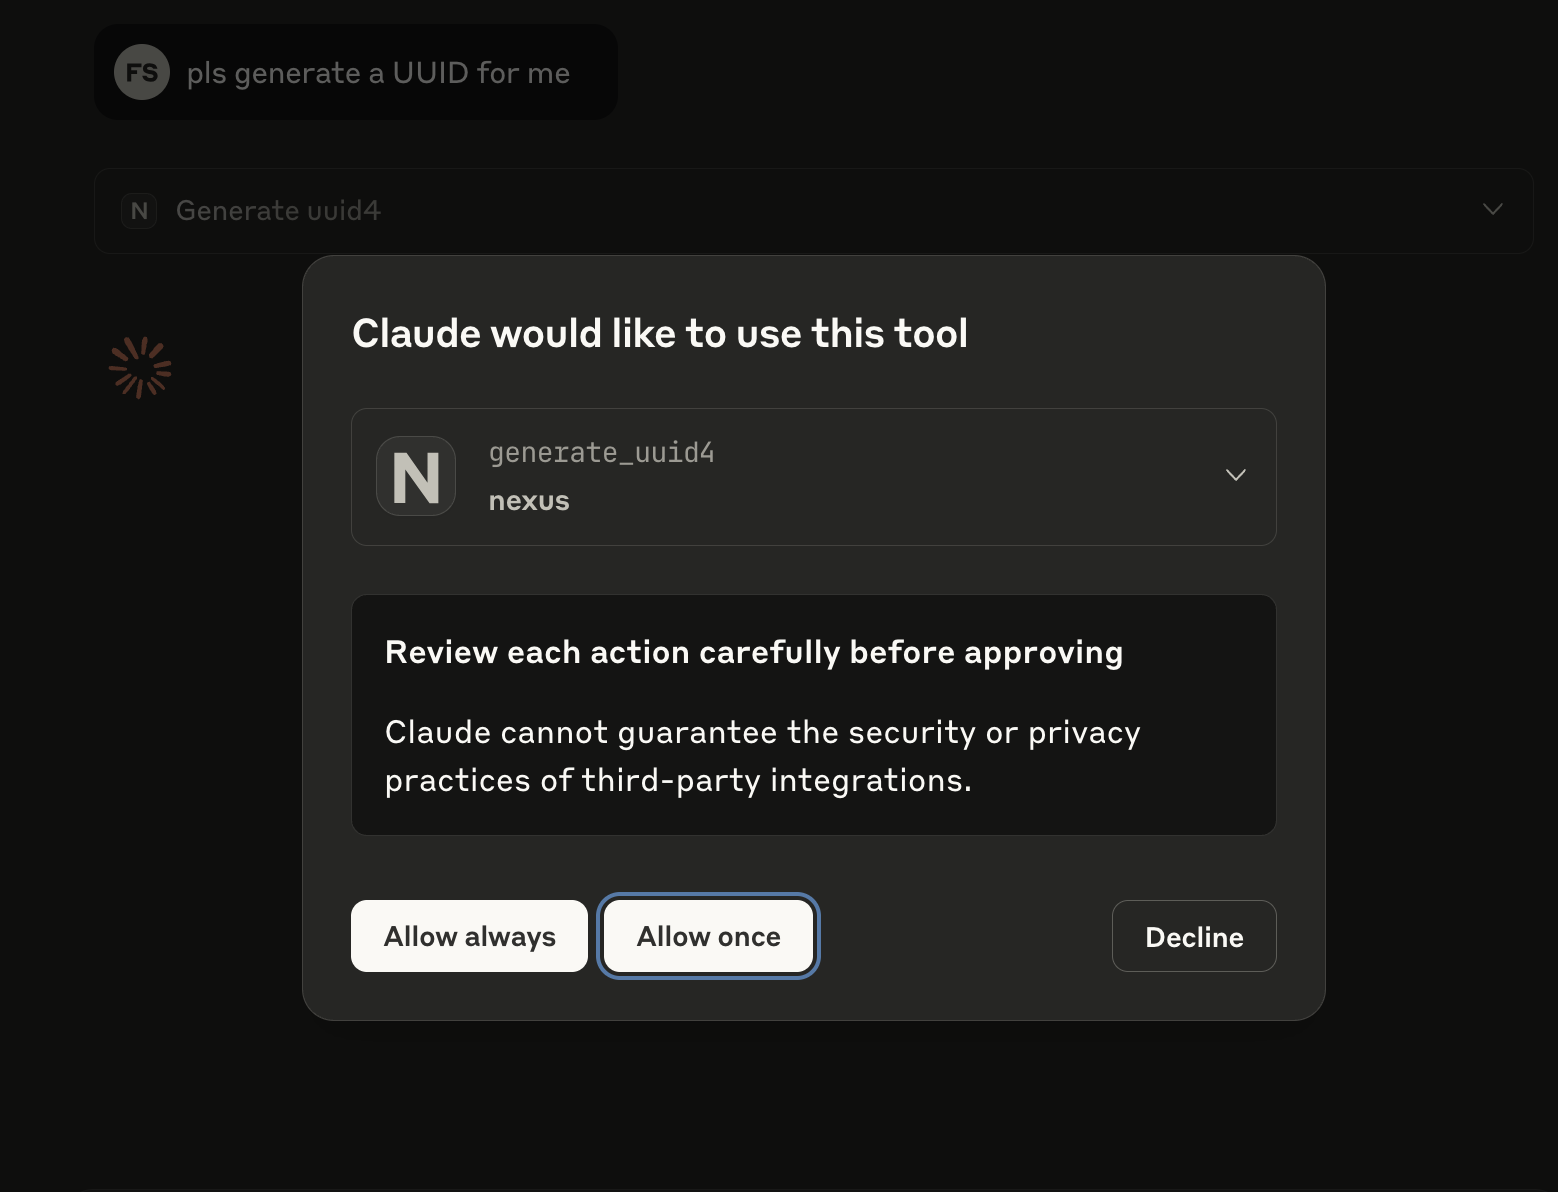 FS
pls generate a UUID for me
N
Generate uuid4
Claude would like to use this tool
N
generate_uuid4
nexus
Review each action carefully before approving
Claude cannot guarantee the security or privacy
practices of third-party integrations.
Allow always
Allow once
Decline